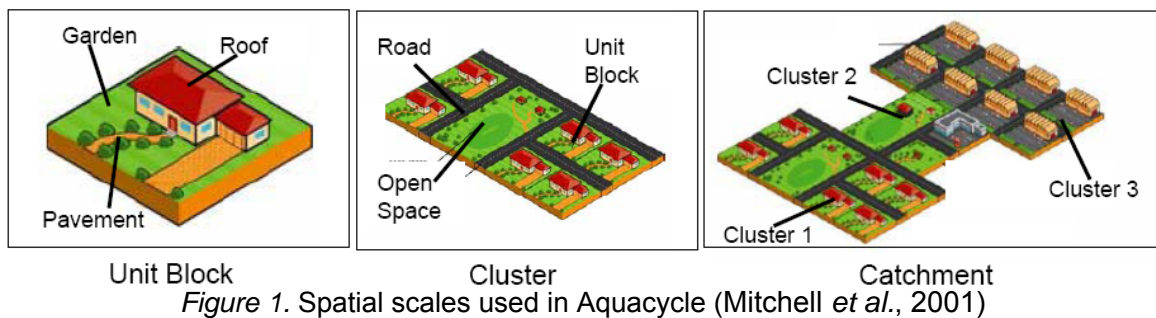 Garden
Roof
Pavement
Road
Unit
Block
Open
Space
Cluster 2
Cluster 3
Cluster 1
Unit Block
Cluster
Catchment
Figure 1. Spatial scales used in Aquacycle (Mitchell et al., 2001)